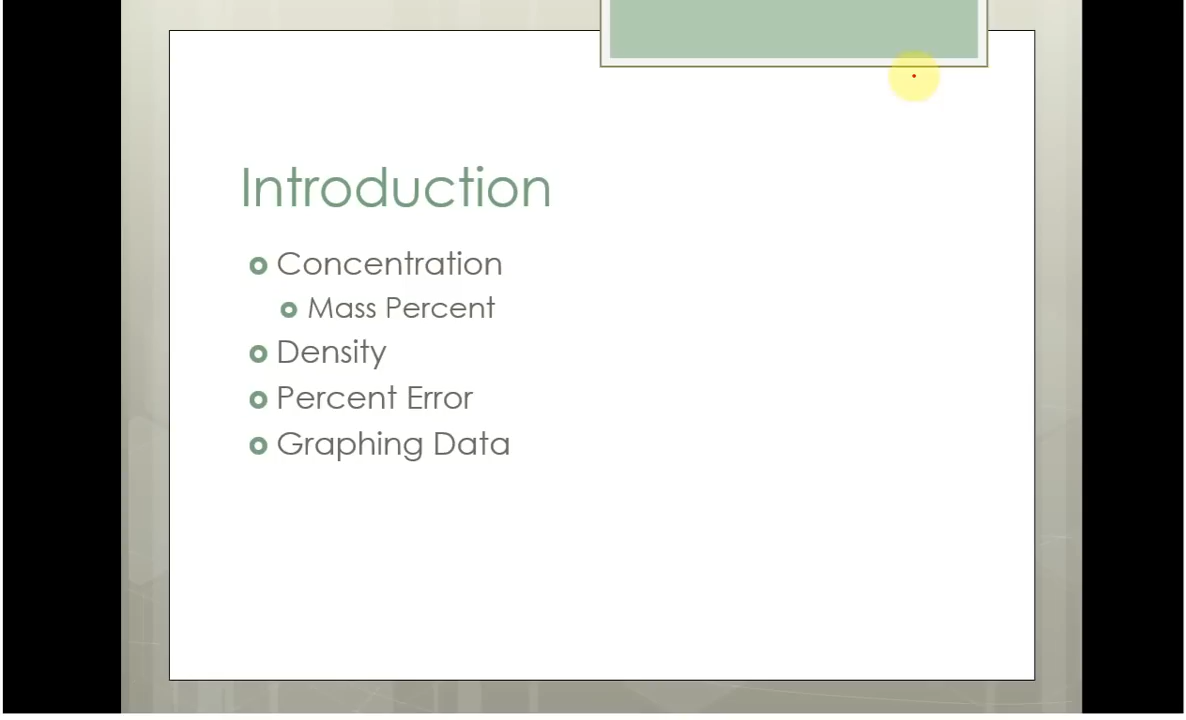 Introduction
Concentration
Mass Percent
Density
Percent Error
Graphing Data